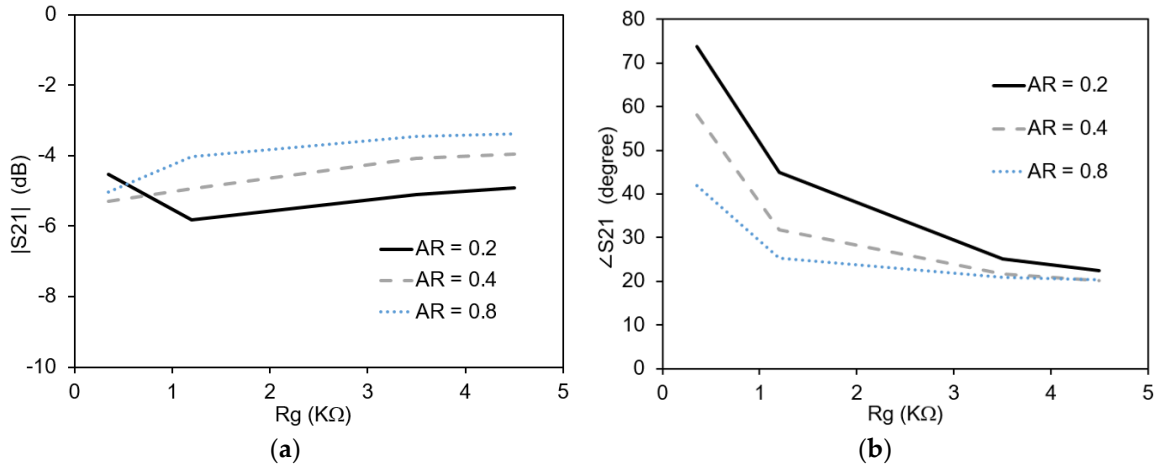 0
-2
-4
-6
-8
-10
|S21| (dB)
AR = 0.2
AR = 0.4
AR = 0.8
0 1 2 3 4 5
Rg (KΩ)
(a)
80
70
60
50
40
30
20
10
0
∠S21 (degree)
AR = 0.2
AR = 0.4
AR = 0.8
0 1 2 3 4 5
Rg (KΩ)
(b)